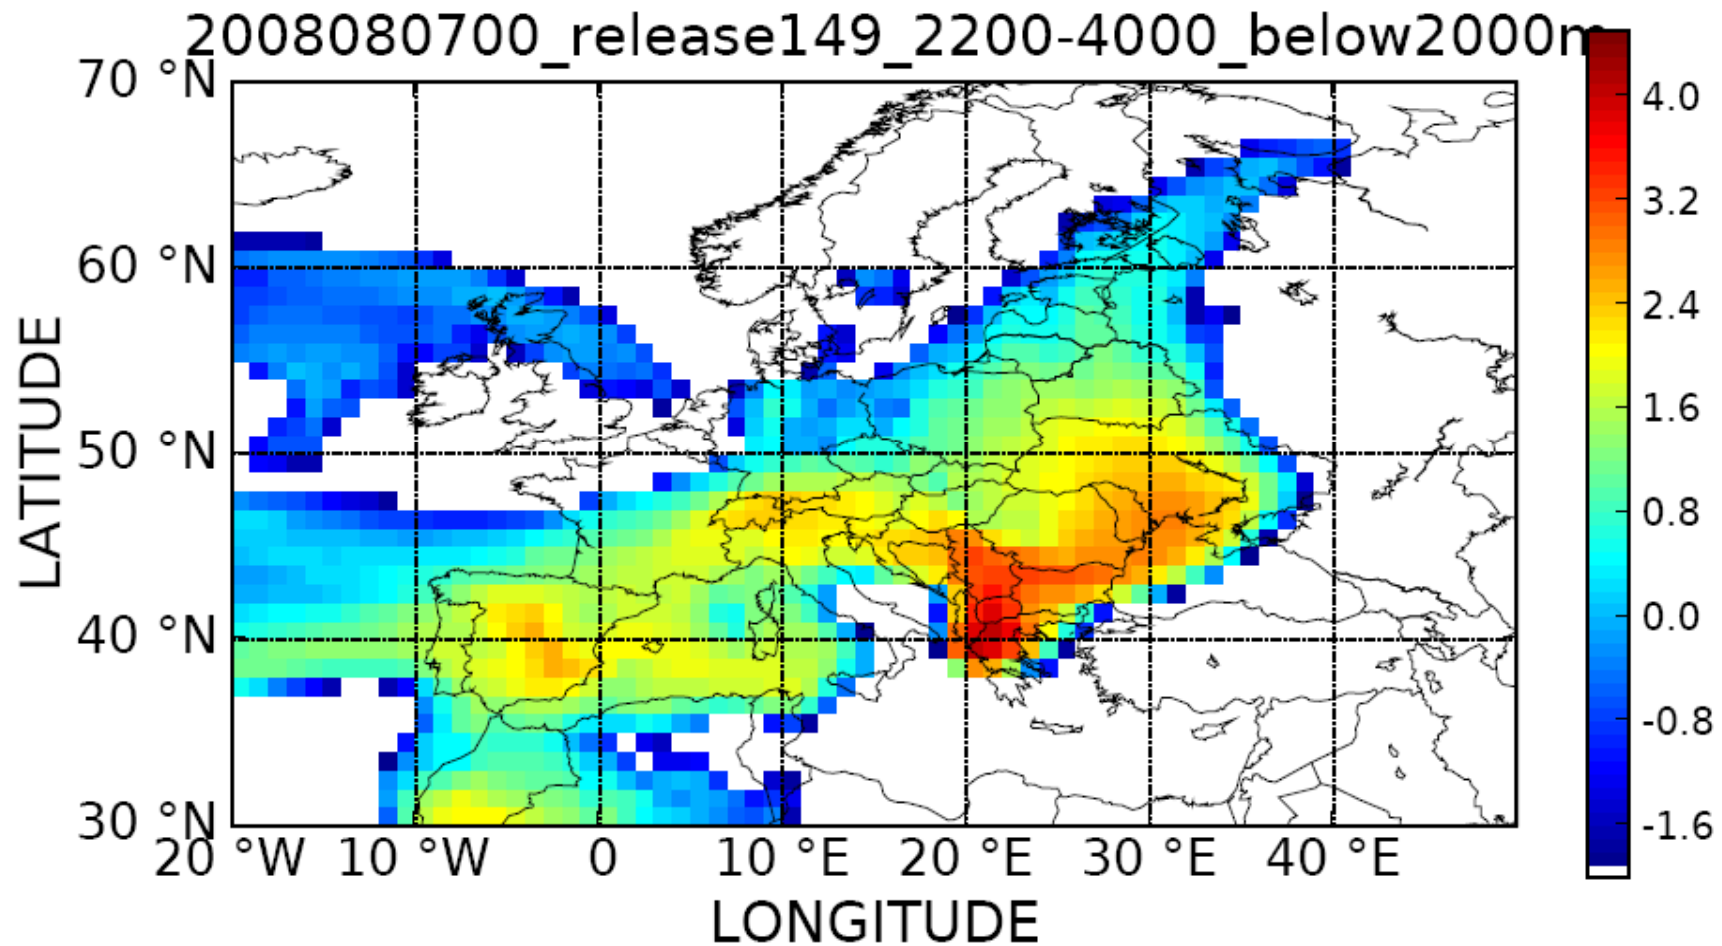 2008080700_release149_2200-4000_below2000m
70 °N
60 °N
50 °N
40 °N
30 °N
LATITUDE
20 °W
10 °W
0
10 °E
20 °E
30 °E
40 °E
LONGITUDE
4.0
3.2
2.4
1.6
0.8
0.0
-0.8
-1.6